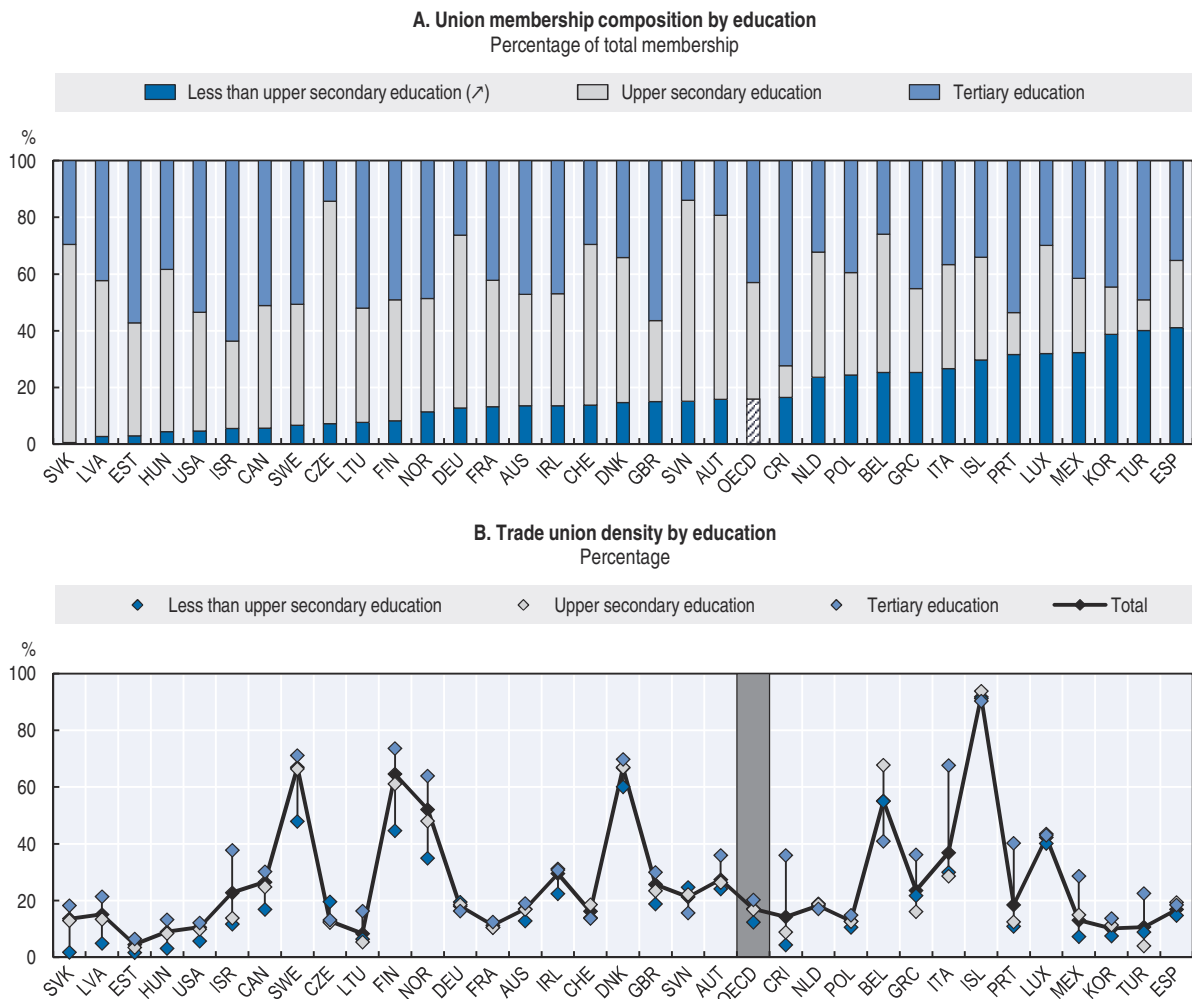 A. Union membership composition by education
Percentage of total membership
Less than upper secondary education (↗) Upper secondary education Tertiary education
%
100
80
60
40
20
0
SVK LVA EST HUN USA ISR CAN SWE CZE LTU FIN NOR DEU FRA AUS IRL CHE DNK GBR SVN AUT OECD CRI NLD POL BEL GRC ITA ISL PRT LUX MEX KOR TUR ESP
B. Trade union density by education
Percentage
Less than upper secondary education Upper secondary education Tertiary education Total
%
100
80
60
40
20
0
SVK LVA EST HUN USA ISR CAN SWE CZE LTU FIN NOR DEU FRA AUS IRL CHE DNK GBR SVN AUT OECD CRI NLD POL BEL GRC ITA ISL PRT LUX MEX KOR TUR ESP